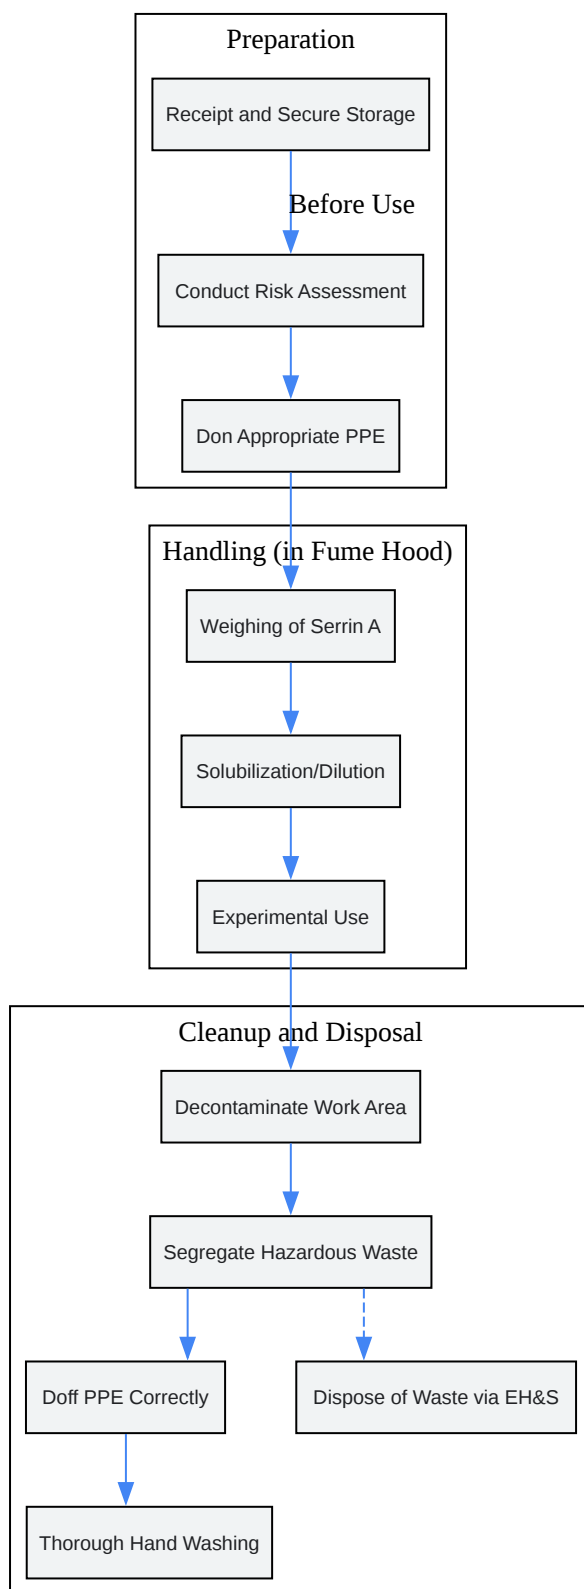 Preparation
Receipt and Secure Storage
Before Use
Conduct Risk Assessment
Don Appropriate PPE
Handling (in Fume Hood)
Weighing of Serrin A
Solubilization/Dilution
Experimental Use
Cleanup and Disposal
Decontaminate Work Area
Segregate Hazardous Waste
Doff PPE Correctly
Dispose of Waste via EH&S
Thorough Hand Washing